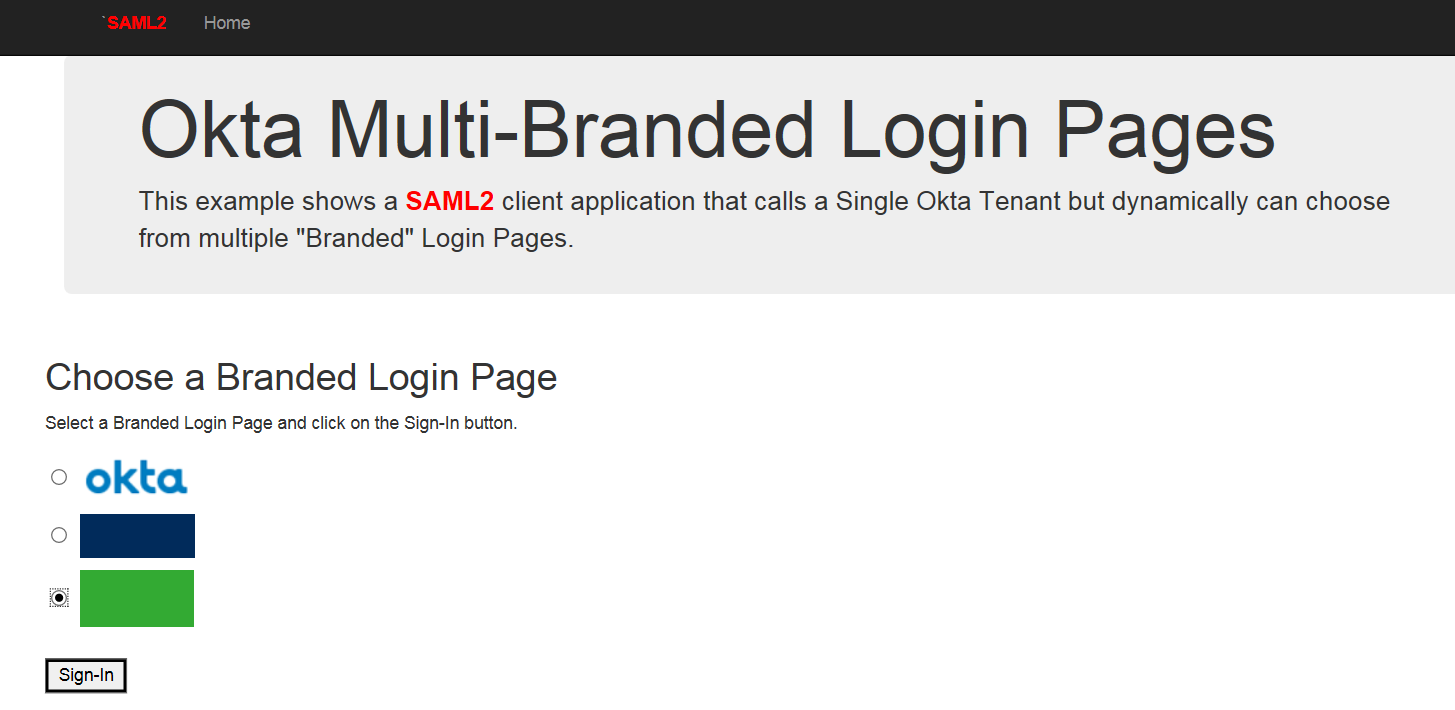 `SAML2 Home
Okta Multi-Branded Login Pages
This example shows a SAML2 client application that calls a Single Okta Tenant but dynamically can choose
from multiple "Branded" Login Pages.
Choose a Branded Login Page
Select a Branded Login Page and click on the Sign-In button.
okta
Sign-In